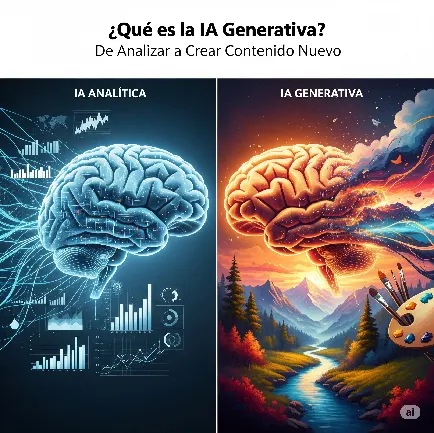 ¿Qué es la IA Generativa?
De Analizar a Crear Contenido Nuevo
IA ANALÍTICA
IA GENERATIVA
ai